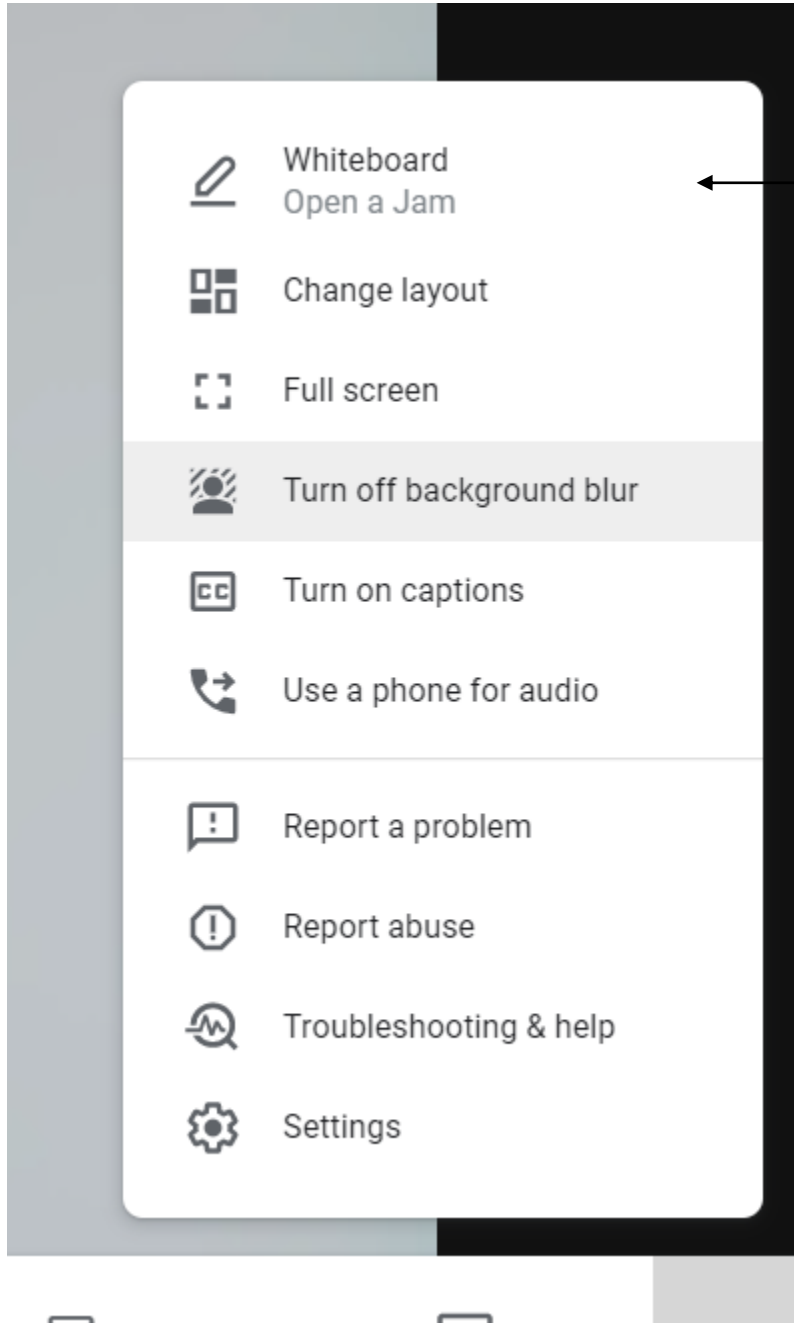 Whiteboard
Open a Jam
Change layout
Full screen
Turn off background blur
CC Turn on captions
Use a phone for audio
Report a problem
Report abuse
Troubleshooting & help
Settings